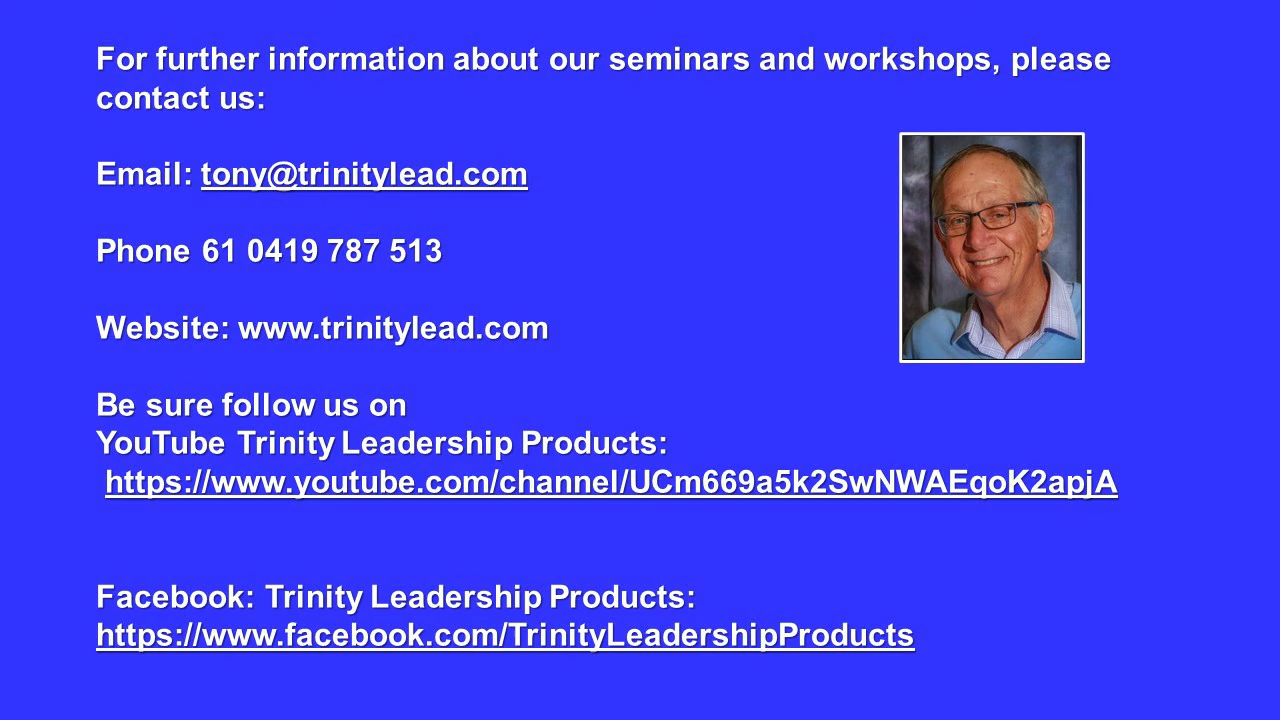 For further information about our seminars and workshops, please
contact us:
Email: tony@trinitylead.com
Phone 61 0419 787 513
Website: www.trinitylead.com
Be sure follow us on
YouTube Trinity Leadership Products:
https://www.youtube.com/channel/UCm669a5k2SwNWAEqoK2apjA
Facebook: Trinity Leadership Products:
https://www.facebook.com/TrinityLeadershipProducts